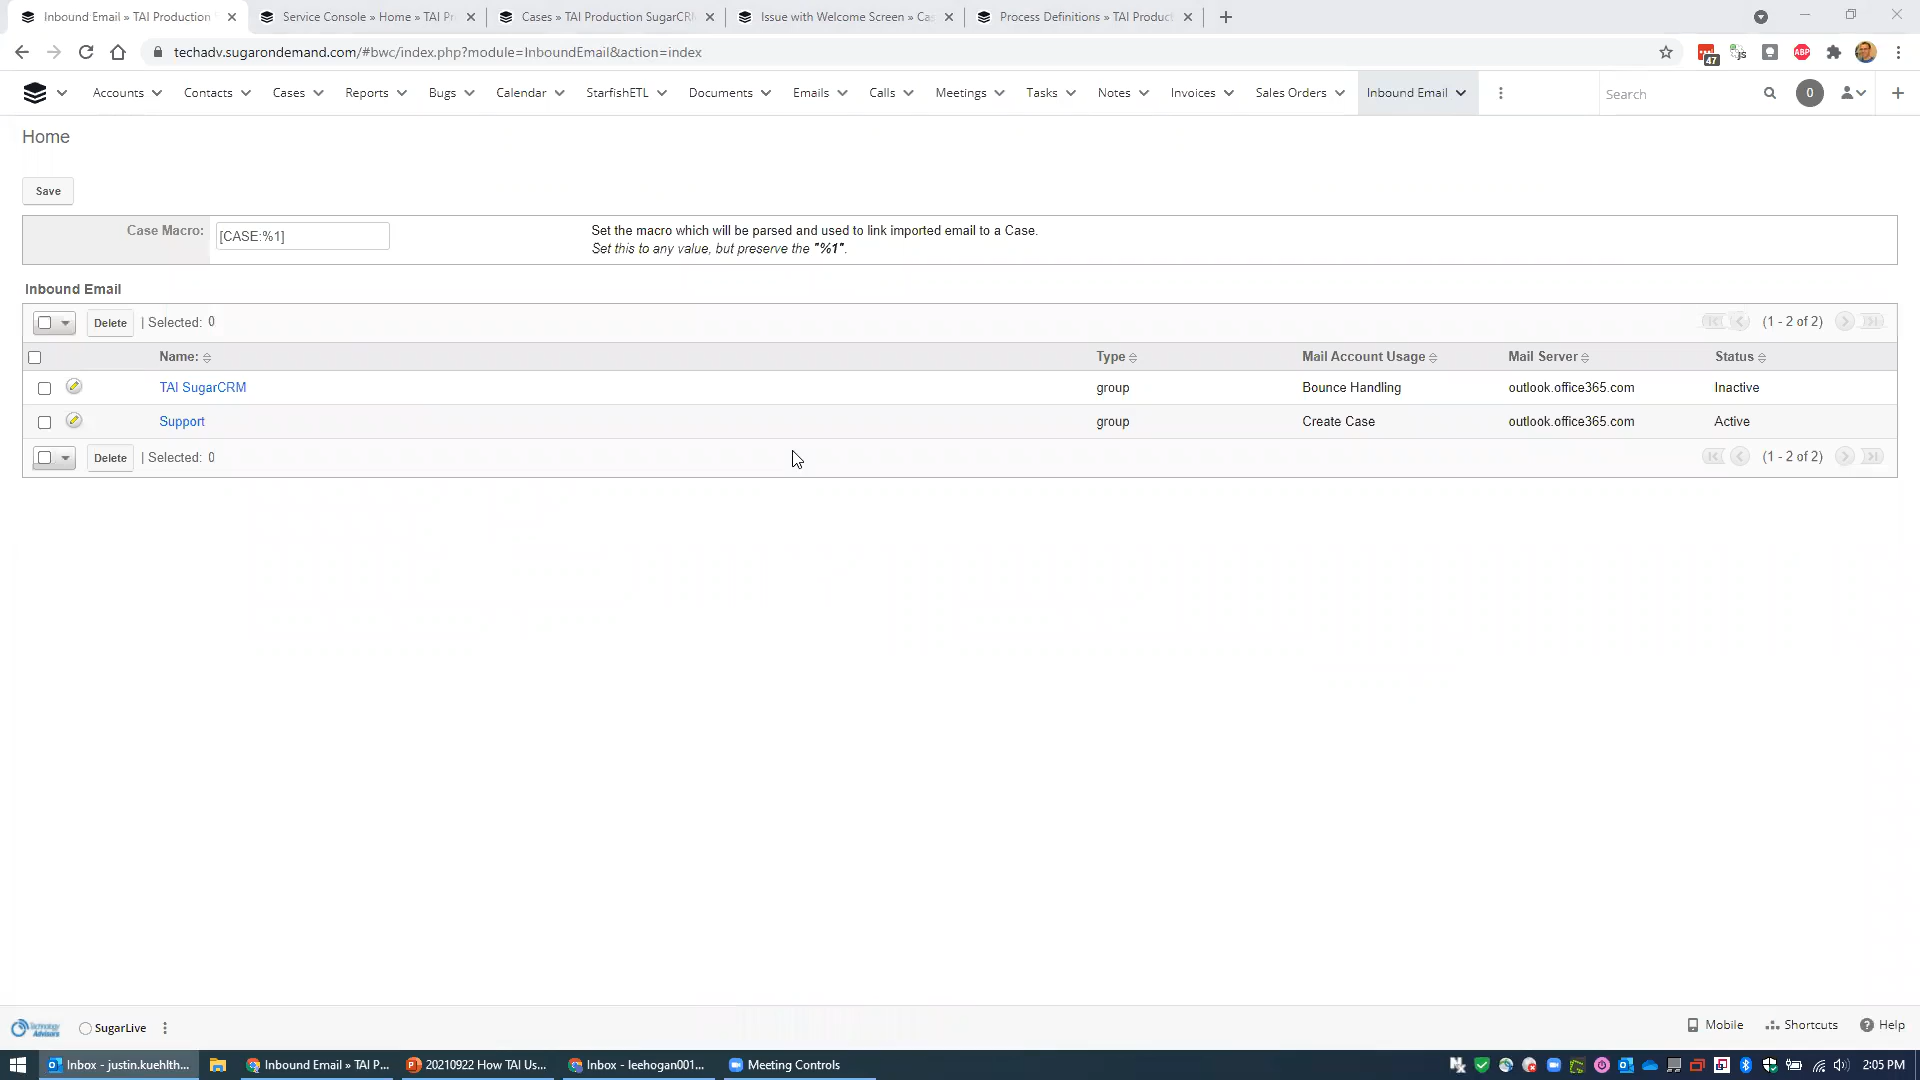 Inbound Email » TAI Production
Service Console » Home » TAI Pr
Cases » TAI Production SugarCR
Issue with Welcome Screen » Ca
Process Definitions » TAI Product
techadv.sugarondemand.com/#bwc/index.php?module=InboundEmail&action=index
47
js
ABP
Accounts
Contacts
Cases
Reports
Bugs
Calendar
StarfishETL
Documents
Emails
Calls
Meetings
Tasks
Notes
Invoices
Sales Orders
Inbound Email
Search
0
Home
Save
Case Macro:
[CASE:%1]
Set the macro which will be parsed and used to link imported email to a Case.
Set this to any value, but preserve the "%1".
Inbound Email
Delete | Selected: 0
(1 - 2 of 2)
Name: Type Mail Account Usage Mail Server Status
TAI SugarCRM group Bounce Handling outlook.office365.com Inactive
Support group Create Case outlook.office365.com Active
Delete | Selected: 0
(1 - 2 of 2)
Technology Advisors
SugarLive
Mobile
Shortcuts
Help
Inbox - justin.kuehlth...
Inbound Email » TAI P...
20210922 How TAI Us...
Inbox - leehogan001...
Meeting Controls
2:05 PM